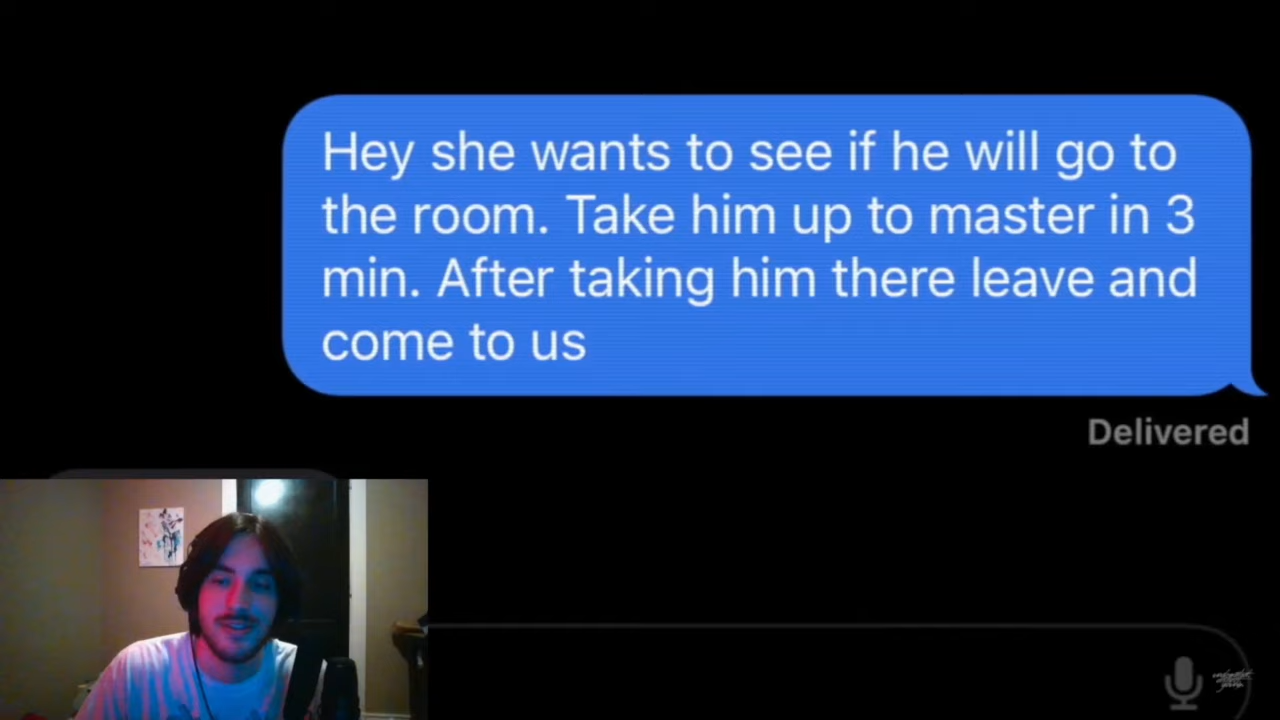 Hey she wants to see if he will go to
the room. Take him up to master in 3
min. After taking him there leave and
come to us
Delivered